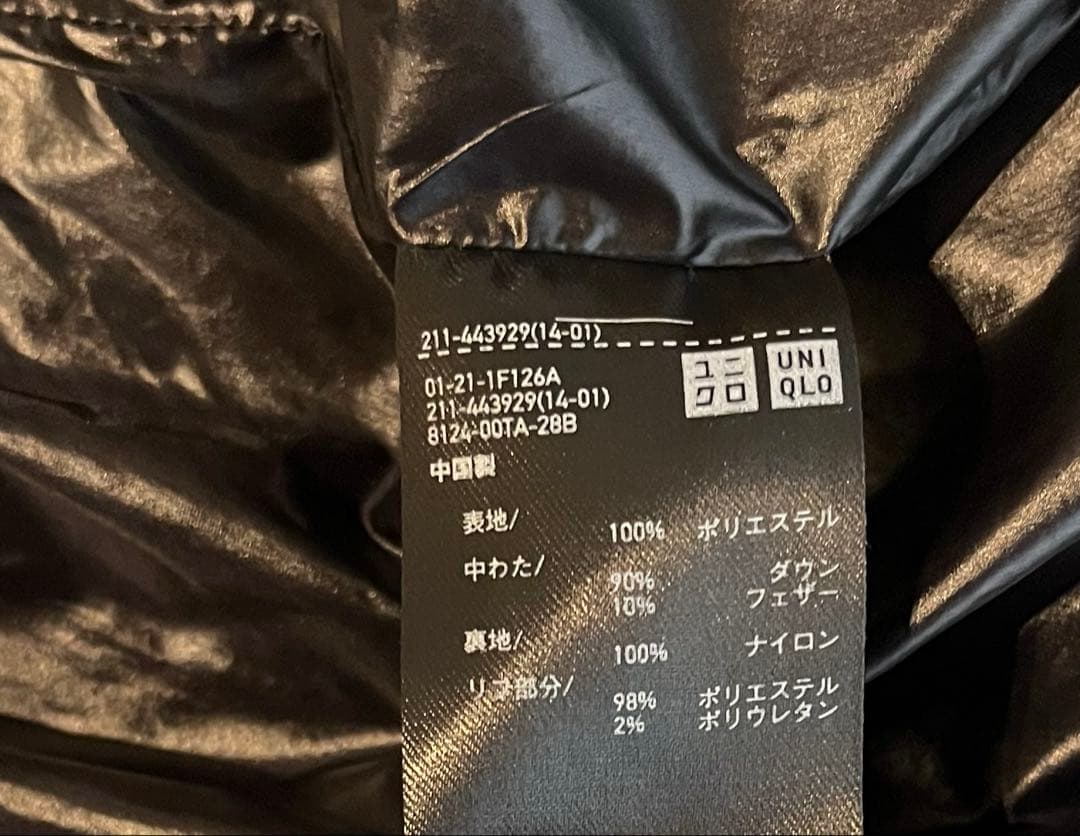 211-443929(14-01)
ユニ
クロ
UNI
QLO
01-21-1F126A
211-443929(14-01)
8124-00TA-28B
中国製
表地/ 100% ポリエステル
中わた/ 90% ダウン
10% フェザー
裏地/ 100% ナイロン
リブ部分/ 98% ポリエステル
2% ポリウレタン